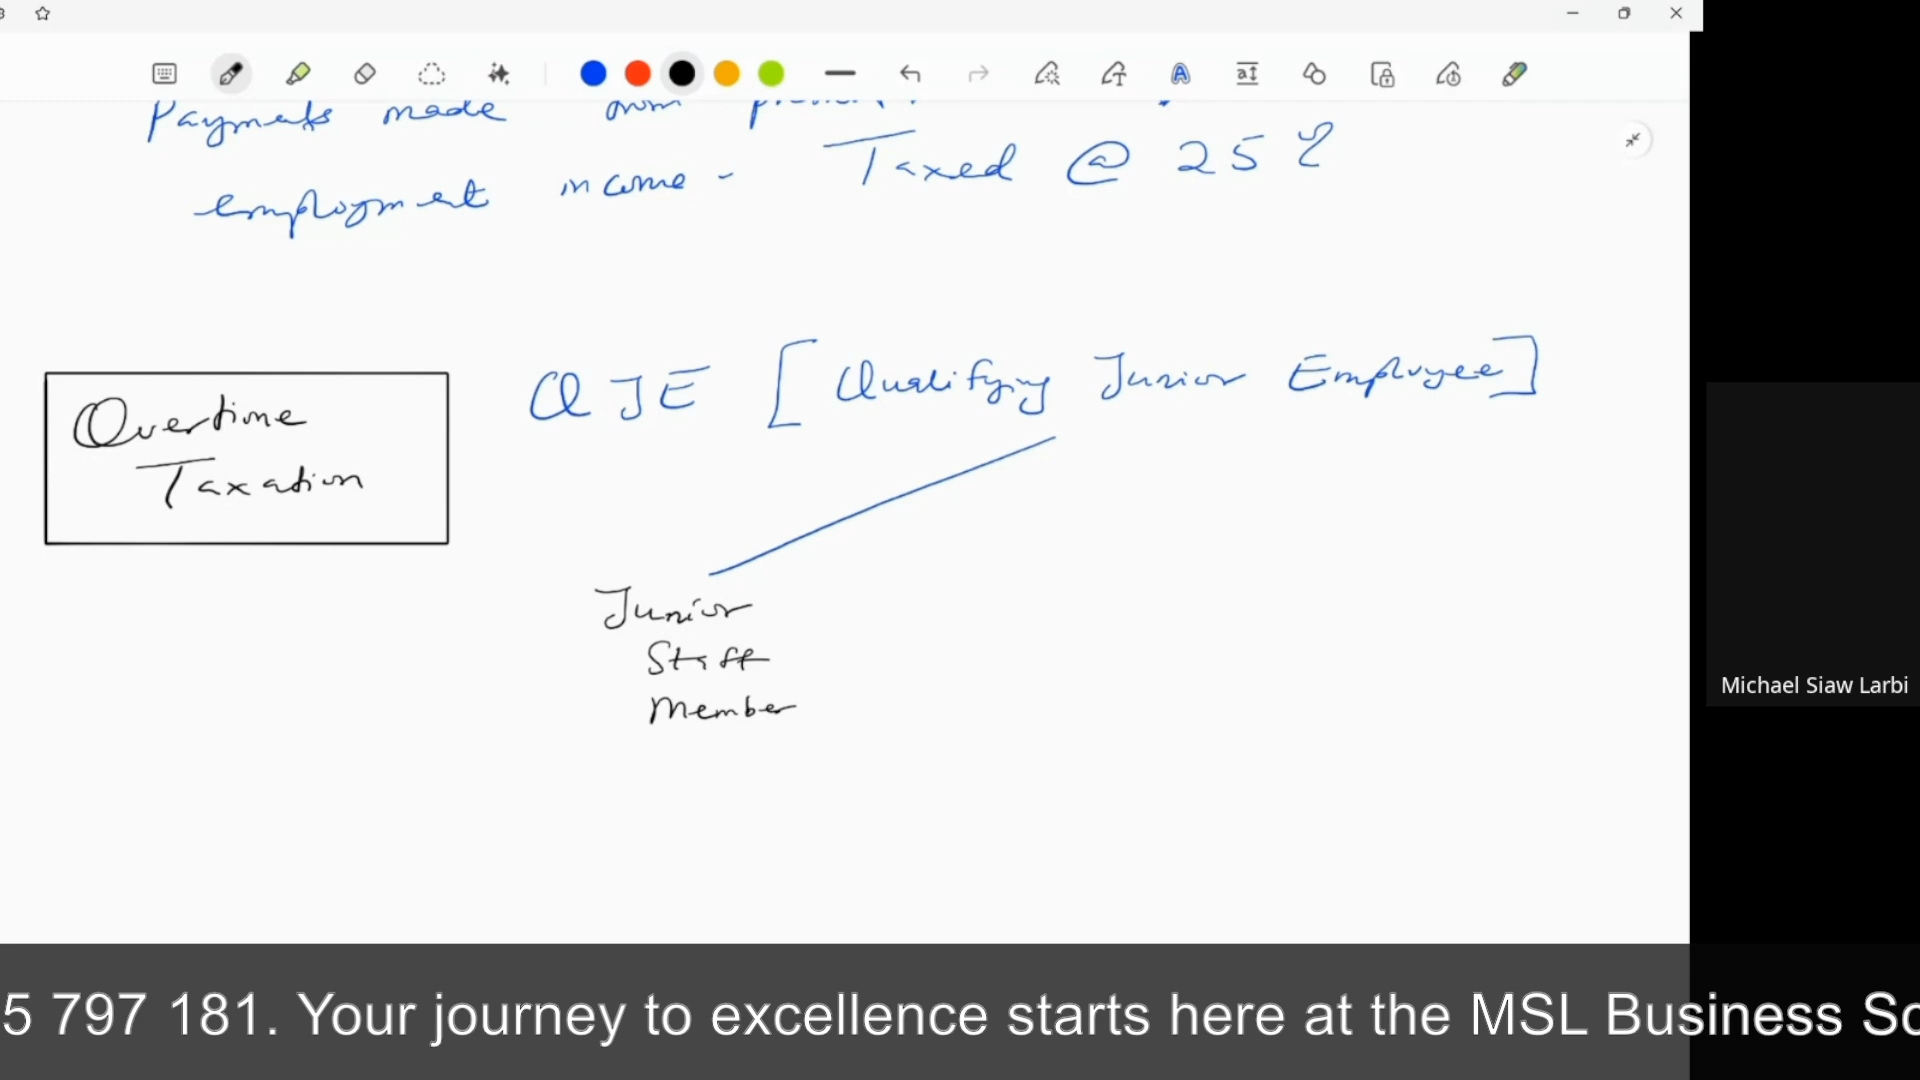 Payments made
employment income - Taxed @ 25%
QJE [Qualifying Junior Employee]
Overtime
Taxation
Junior
Staff
Member
Michael Siaw Larbi
5 797 181. Your journey to excellence starts here at the MSL Business Sc